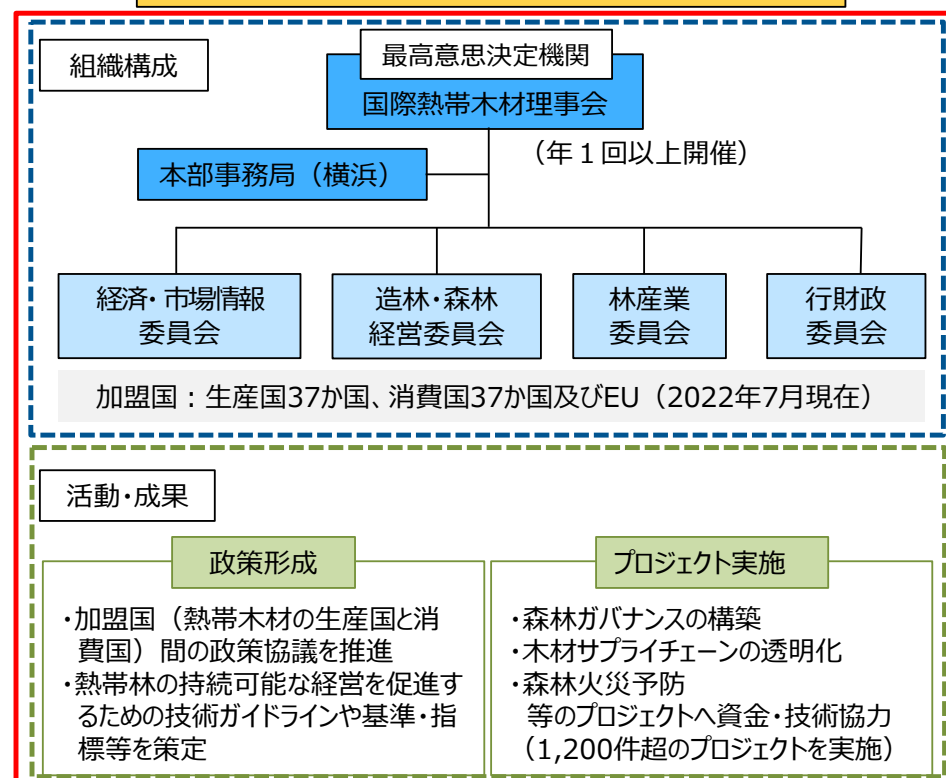 組織構成
最高意思決定機関
国際熱帯木材理事会
（年１回以上開催）
本部事務局（横浜）
経済・市場情報
委員会
造林・森林
経営委員会
林産業
委員会
行財政
委員会
加盟国：生産国37か国、消費国37か国及びEU（2022年7月現在）
活動・成果
政策形成
・加盟国（熱帯木材の生産国と消
費国）間の政策協議を推進
・熱帯林の持続可能な経営を促進す
るための技術ガイドラインや基準・指
標等を策定
プロジェクト実施
・森林ガバナンスの構築
・木材サプライチェーンの透明化
・森林火災予防
等のプロジェクトへ資金・技術協力
（1,200件超のプロジェクトを実施）